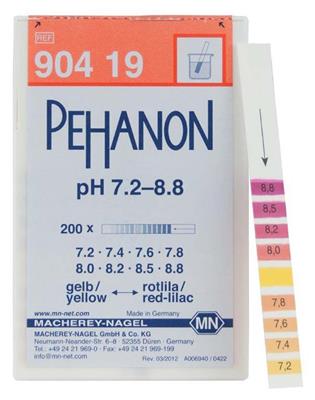 REF
904 19
PEHANON
pH 7.2–8.8
200 x
7.2 · 7.4 · 7.6 · 7.8
8.0 · 8.2 · 8.5 · 8.8
gelb/ rotlila/
yellow red-lilac
Made in Germany
MACHEREY-NAGEL
MN
MACHEREY-NAGEL GmbH & Co. KG
Neumann-Neander-Str. 6–8 · 52355 Düren · Germany
Tel.: +49 24 21 969-0 · Fax: +49 24 21 969-199
info@mn-net.com
www.mn-net.com
Rev. 03/2012 A006940 / 0422
8,8
8,5
8,2
8,0
7,8
7,6
7,4
7,2